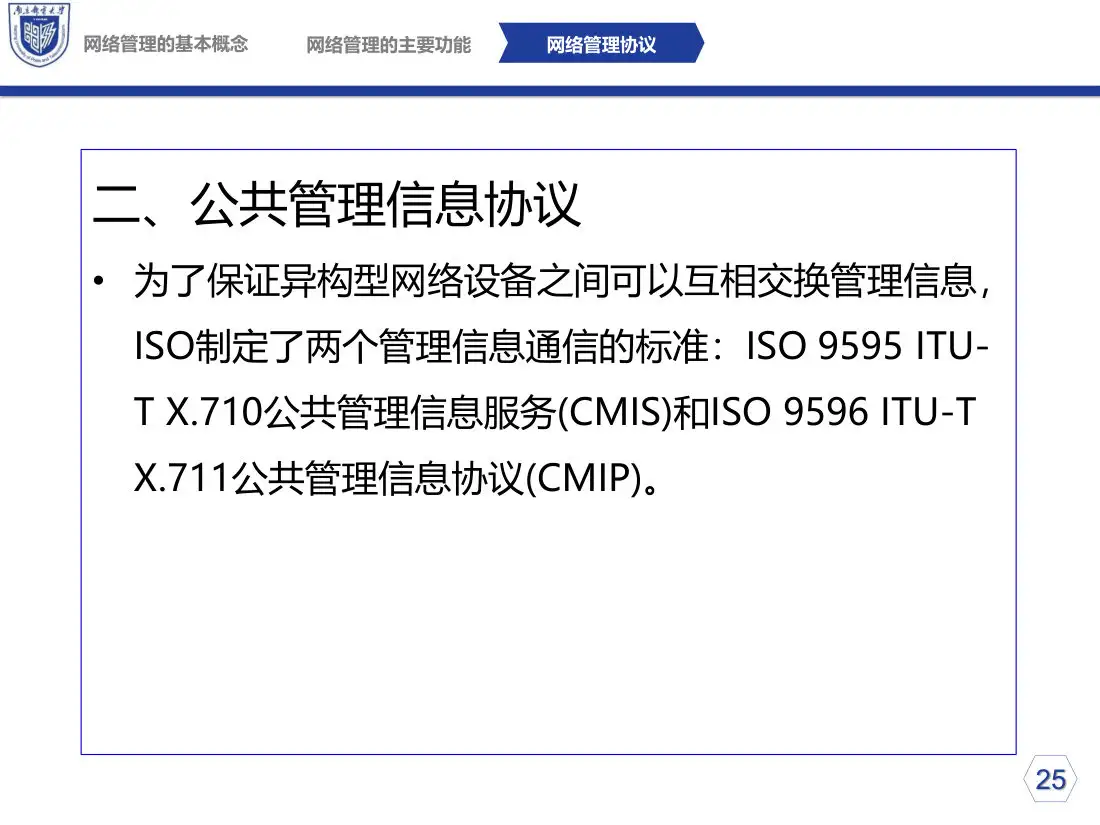 网络管理的基本概念
网络管理的主要功能
网络管理协议
二、公共管理信息协议
• 为了保证异构型网络设备之间可以互相交换管理信息，
ISO制定了两个管理信息通信的标准：ISO 9595 ITU-
T X.710公共管理信息服务(CMIS)和ISO 9596 ITU-T
X.711公共管理信息协议(CMIP)。
25